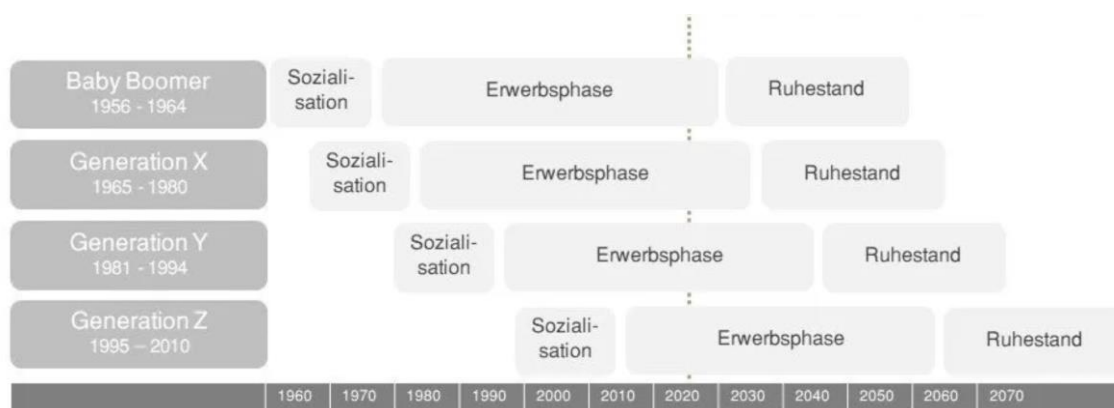 Baby Boomer
1956 - 1964
Soziali-
sation
Erwerbsphase
Ruhestand
Generation X
1965 - 1980
Soziali-
sation
Erwerbsphase
Ruhestand
Generation Y
1981 - 1994
Soziali-
sation
Erwerbsphase
Ruhestand
Generation Z
1995 – 2010
Soziali-
sation
Erwerbsphase
Ruhestand
1960 1970 1980 1990 2000 2010 2020 2030 2040 2050 2060 2070